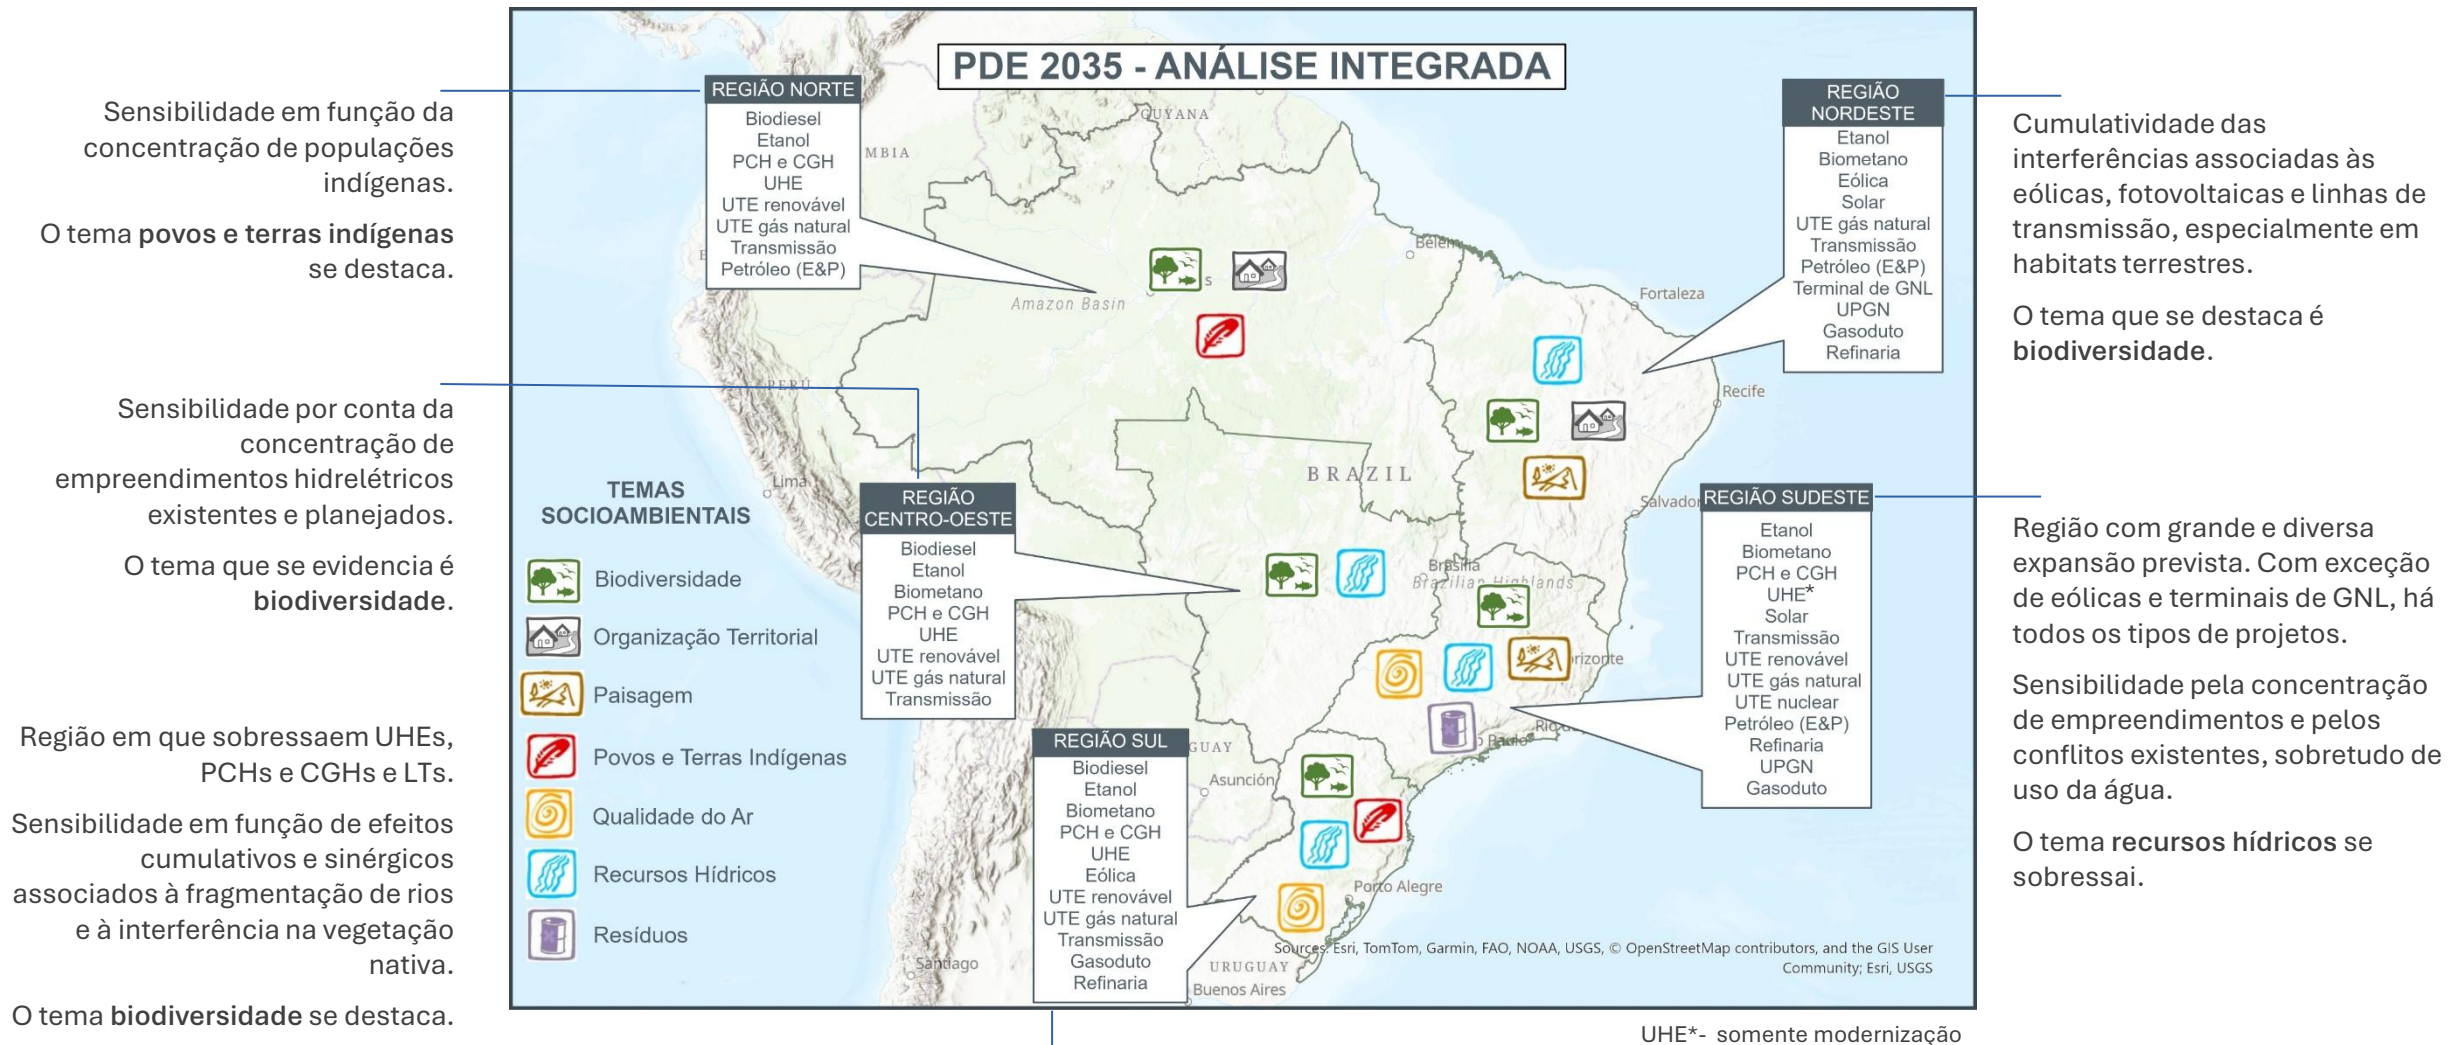 Sensibilidade em função da
concentração de populações
indígenas.
O tema povos e terras indígenas
se destaca.
Sensibilidade por conta da
concentração de
empreendimentos hidrelétricos
existentes e planejados.
O tema que se evidencia é
biodiversidade.
Região em que sobressaem UHEs,
PCHs e CGHs e LTs.
Sensibilidade em função de efeitos
cumulativos e sinérgicos
associados à fragmentação de rios
e à interferência na vegetação
nativa.
O tema biodiversidade se destaca.
PDE 2035 - ANÁLISE INTEGRADA
REGIÃO NORTE
Biodiesel
Etanol
PCH e CGH
UHE
UTE renovável
UTE gás natural
Transmissão
Petróleo (E&P)
GUYANA
MBIA
Amazon Basin
s
Belém
Fortaleza
Recife
PERÚ
Lima
BRAZIL
Salvador
Brasília
Brazilian Highlands
rizonte
Rio
o Paulo
GUAY
Asunción
Porto Alegre
URUGUAY
Santiago
Buenos Aires
TEMAS
SOCIOAMBIENTAIS
Biodiversidade
Organização Territorial
Paisagem
Povos e Terras Indígenas
Qualidade do Ar
Recursos Hídricos
Resíduos
REGIÃO
CENTRO-OESTE
Biodiesel
Etanol
Biometano
PCH e CGH
UHE
UTE renovável
UTE gás natural
Transmissão
REGIÃO SUL
Biodiesel
Etanol
Biometano
PCH e CGH
UHE
Eólica
UTE renovável
UTE gás natural
Transmissão
Gasoduto
Refinaria
REGIÃO
NORDESTE
Etanol
Biometano
Eólica
Solar
UTE gás natural
Transmissão
Petróleo (E&P)
Terminal de GNL
UPGN
Gasoduto
Refinaria
REGIÃO SUDESTE
Etanol
Biometano
PCH e CGH
UHE*
Solar
Transmissão
UTE renovável
UTE gás natural
UTE nuclear
Petróleo (E&P)
Refinaria
UPGN
Gasoduto
Sources: Esri, TomTom, Garmin, FAO, NOAA, USGS, © OpenStreetMap contributors, and the GIS User
Community; Esri, USGS
UHE*- somente modernização
Cumulatividade das
interferências associadas às
eólicas, fotovoltaicas e linhas de
transmissão, especialmente em
habitats terrestres.
O tema que se destaca é
biodiversidade.
Região com grande e diversa
expansão prevista. Com exceção
de eólicas e terminais de GNL, há
todos os tipos de projetos.
Sensibilidade pela concentração
de empreendimentos e pelos
conflitos existentes, sobretudo de
uso da água.
O tema recursos hídricos se
sobressai.